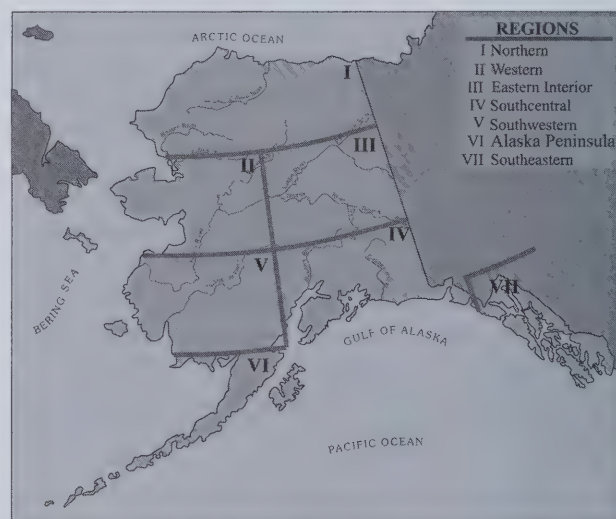 ARCTIC OCEAN
REGIONS
I Northern
II Western
III Eastern Interior
IV Southcentral
V Southwestern
VI Alaska Peninsula
VII Southeastern
I
II
III
IV
V
VII
BERING SEA
GULF OF ALASKA
VI
PACIFIC OCEAN